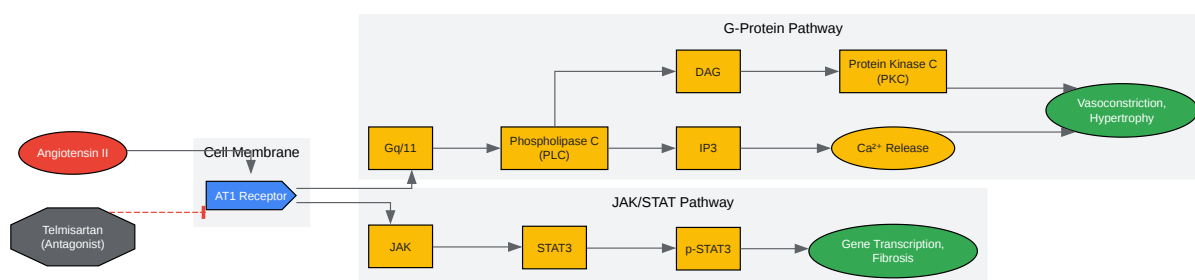 G-Protein Pathway
DAG
Protein Kinase C
(PKC)
Vasoconstriction,
Hypertrophy
Angiotensin II
Cell Membrane
Gq/11
Phospholipase C
(PLC)
IP3
Ca²⁺ Release
AT1 Receptor
JAK/STAT Pathway
Telmisartan
(Antagonist)
JAK
STAT3
p-STAT3
Gene Transcription,
Fibrosis